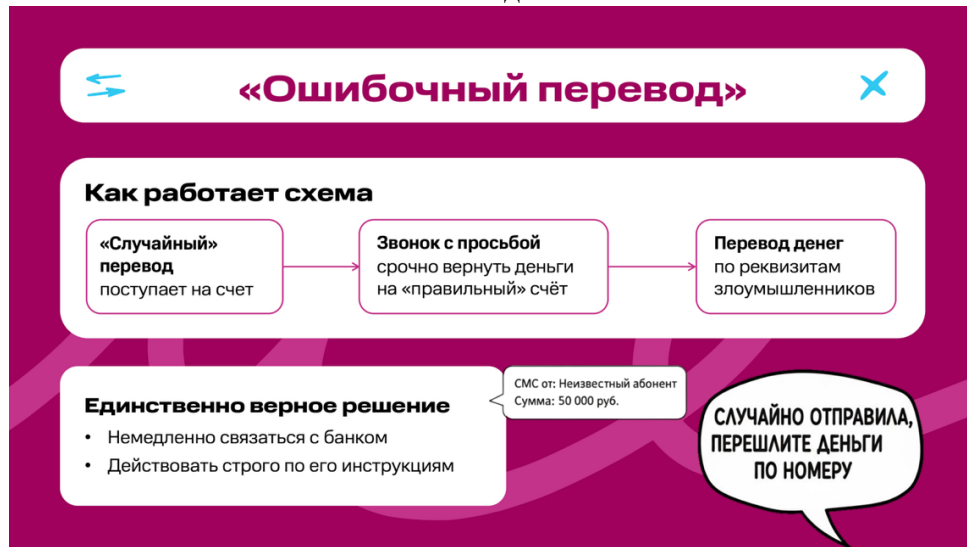 «Ошибочный перевод»
Как работает схема
«Случайный»
перевод
поступает на счет
Звонок с просьбой
срочно вернуть деньги
на «правильный» счёт
Перевод денег
по реквизитам
злоумышленников
Единственно верное решение
• Немедленно связаться с банком
• Действовать строго по его инструкциям
СМС от: Неизвестный абонент
Сумма: 50 000 руб.
СЛУЧАЙНО ОТПРАВИЛА,
ПЕРЕШЛИТЕ ДЕНЬГИ
ПО НОМЕРУ